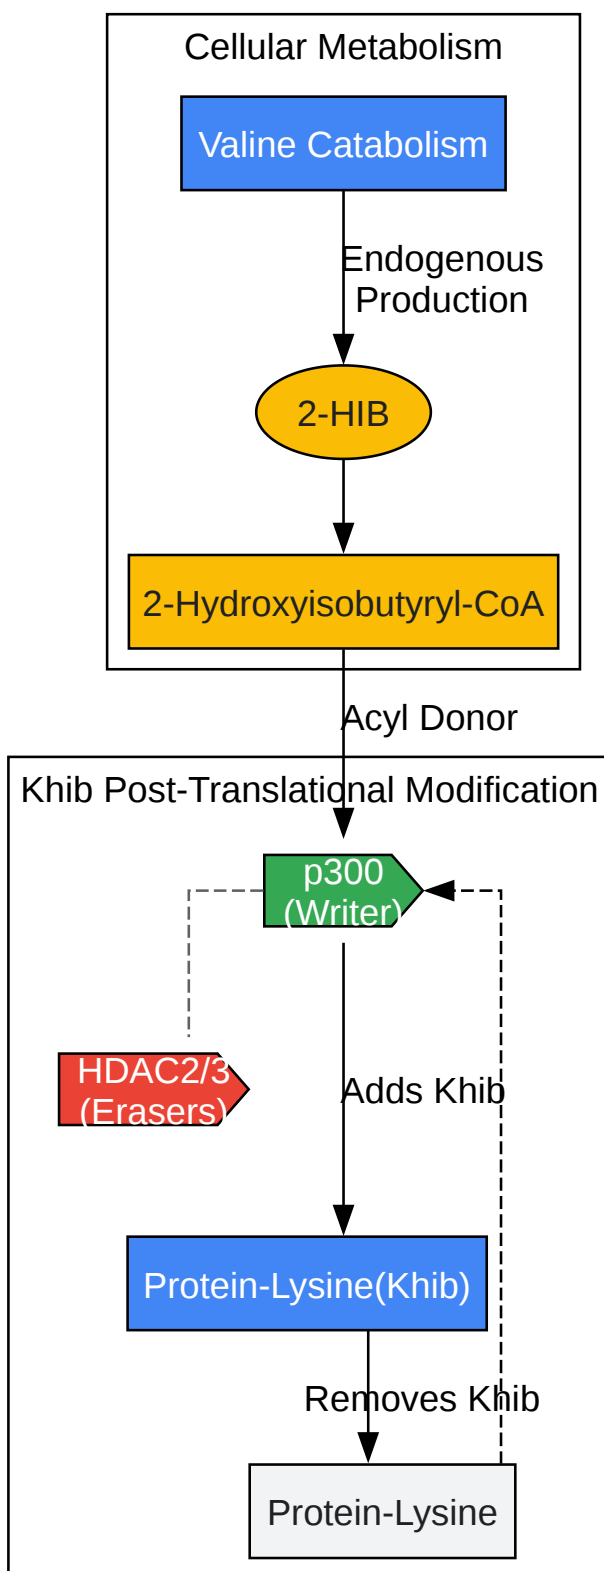 Cellular Metabolism
Valine Catabolism
Endogenous
Production
2-HIB
2-Hydroxyisobutyryl-CoA
Acyl Donor
Khib Post-Translational Modification
p300
(Writer)
HDAC2/3
(Erasers)
Adds Khib
Protein-Lysine(Khib)
Removes Khib
Protein-Lysine